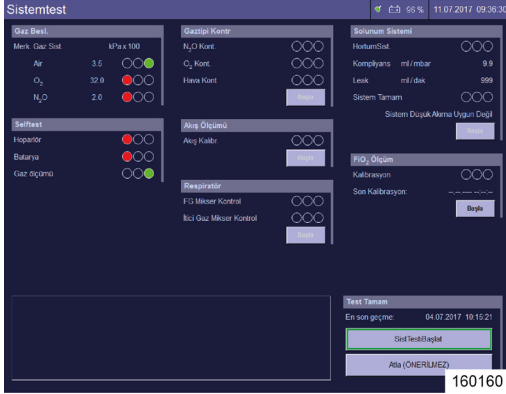 Sistemtest
96 % 11.07.2017 09:36:30
Gaz Besl.
Merk. Gaz Sist. kPa x 100
Air 3.5
O₂ 32.0
N₂O 2.0
Selftest
Hoparlör
Batarya
Gaz ölçümü
Gaztipi Kontr
N₂O Kont.
O₂ Kont.
Hava Kont
Başla
Akış Ölçümü
Akış Kalibr.
Başla
Respiratör
FG Mikser Kontrol
İtici Gaz Mikser Kontrol
Başla
Solunum Sistemi
HortumSist.
Kompliyans ml/mbar 9.9
Leak ml/dak 999
Sistem Tamam
Sistem Düşük Akıma Uygun Değil
Başla
FiO₂ Ölçüm
Kalibrasyon
Son Kalibrasyon: --.--.---- --:--:--
Başla
Test Tamam
En son geçme: 04.07.2017 10:15:21
SistTestBaşlat
Atla (ÖNERİLMEZ)
160160